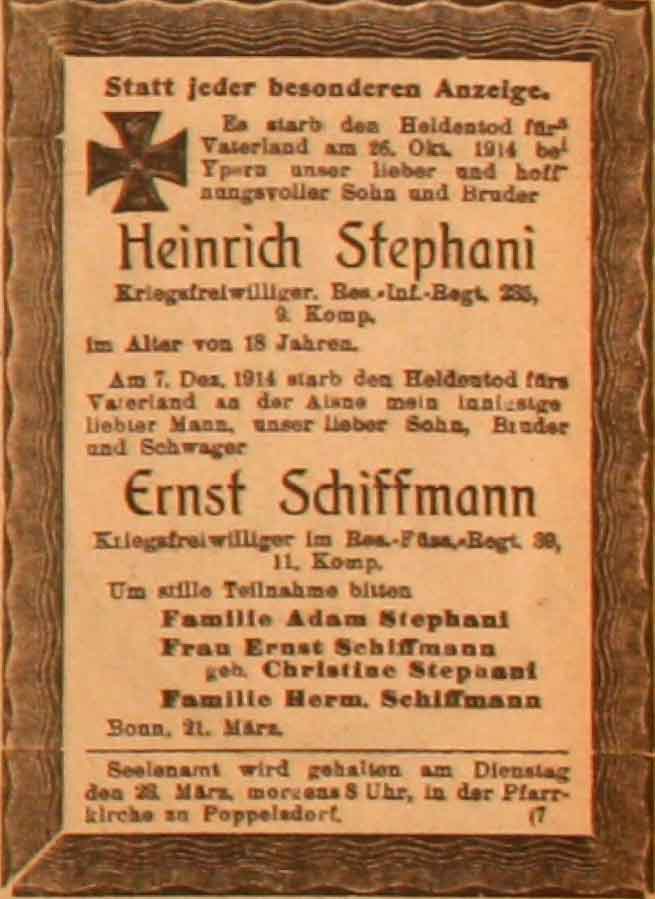 Statt jeder besonderen Anzeige.
Es starb den Heldentod fürs
Vaterland am 26. Okt. 1914 bei
Ypern unser lieber und hoff
nungsvoller Sohn und Bruder
Heinrich Stephani
Kriegsfreiwilliger. Res.-Inf.-Regt. 235,
9. Komp.
im Alter von 18 Jahren.
Am 7. Dez. 1914 starb den Heldentod fürs
Vaterland an der Aisne mein innigstge
liebter Mann, unser lieber Sohn, Bruder
und Schwager
Ernst Schiffmann
Kriegsfreiwilliger im Res.-Füs.-Regt. 39,
11. Komp.
Um stille Teilnahme bitten
Familie Adam Stephani
Frau Ernst Schiffmann
geb. Christine Stephani
Familie Herm. Schiffmann
Bonn, 21. März.
Seelenamt wird gehalten am Dienstag
den 23. März, morgens 8 Uhr, in der Pfarr-
kirche zu Poppelsdorf. (7